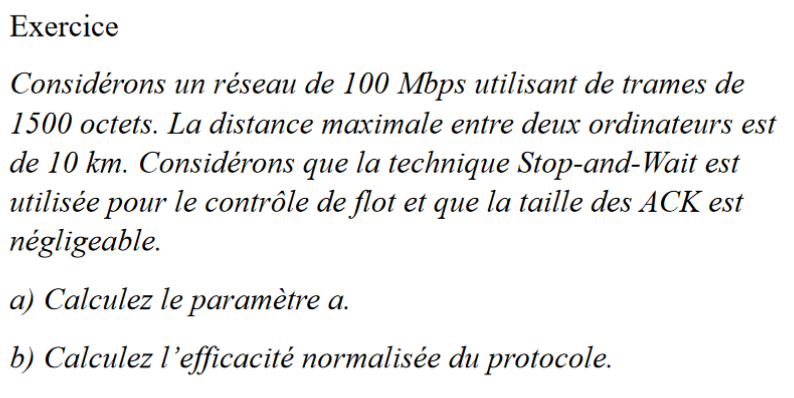 Exercice
Considérons un réseau de 100 Mbps utilisant de trames de
1500 octets. La distance maximale entre deux ordinateurs est
de 10 km. Considérons que la technique Stop-and-Wait est
utilisée pour le contrôle de flot et que la taille des ACK est
négligeable.
a) Calculez le paramètre a.
b) Calculez l’efficacité normalisée du protocole.